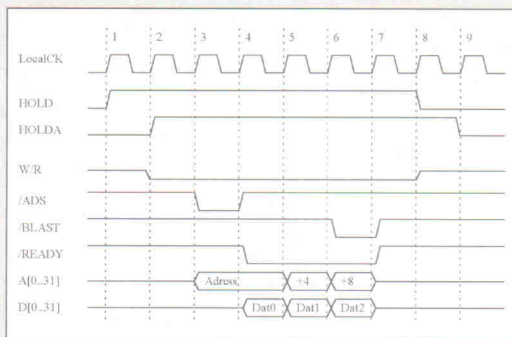 1 2 3 4 5 6 7 8 9
LocalCK
HOLD
HOLDA
W/R
/ADS
/BLAST
/READY
A[0..31] Adress +4 +8
D[0..31] Dat0 Dat1 Dat2